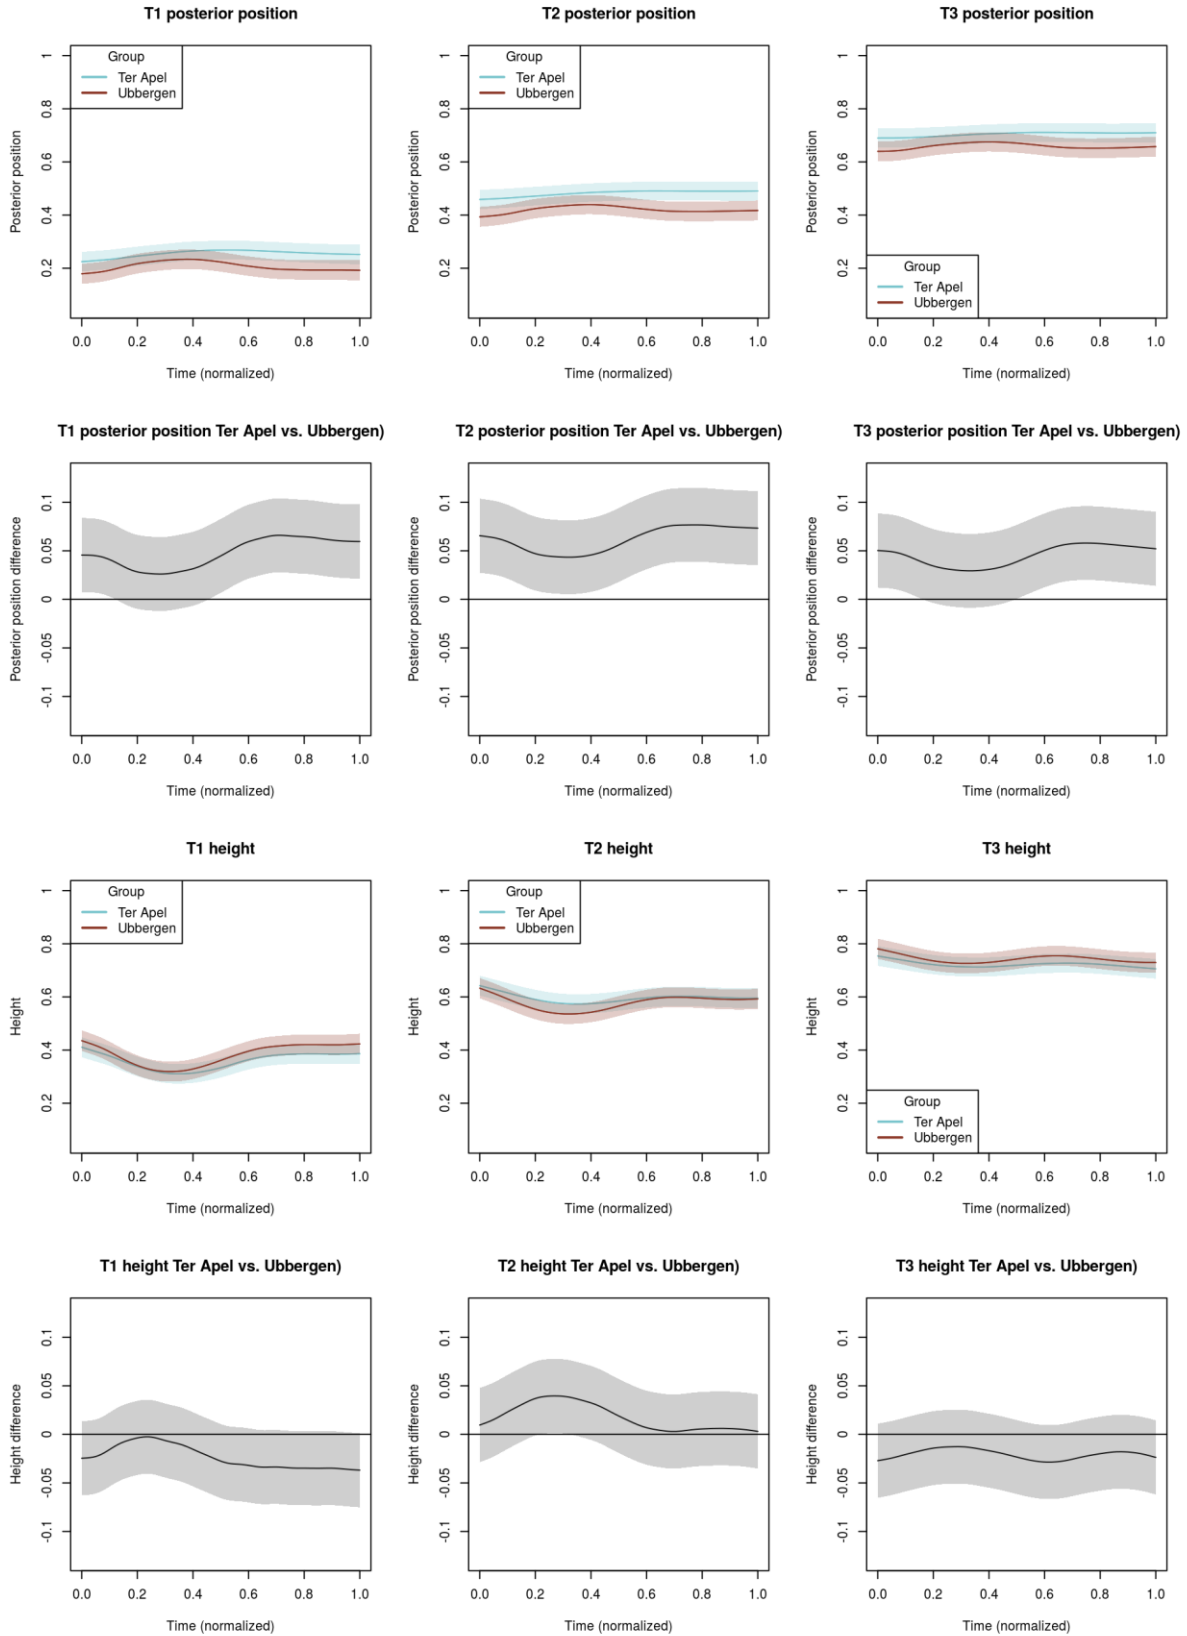 T1 posterior position
T2 posterior position
T3 posterior position
Posterior position
1
0.8
0.6
0.4
0.2
Group
Ter Apel
Ubbergen
0.0 0.2 0.4 0.6 0.8 1.0
Time (normalized)
Posterior position
1
0.8
0.6
0.4
0.2
Group
Ter Apel
Ubbergen
0.0 0.2 0.4 0.6 0.8 1.0
Time (normalized)
Posterior position
1
0.8
0.6
0.4
0.2
Group
Ter Apel
Ubbergen
0.0 0.2 0.4 0.6 0.8 1.0
Time (normalized)
T1 posterior position Ter Apel vs. Ubbergen)
T2 posterior position Ter Apel vs. Ubbergen)
T3 posterior position Ter Apel vs. Ubbergen)
Posterior position difference
0.1
0.05
0
-0.05
-0.1
0.0 0.2 0.4 0.6 0.8 1.0
Time (normalized)
Posterior position difference
0.1
0.05
0
-0.05
-0.1
0.0 0.2 0.4 0.6 0.8 1.0
Time (normalized)
Posterior position difference
0.1
0.05
0
-0.05
-0.1
0.0 0.2 0.4 0.6 0.8 1.0
Time (normalized)
T1 height
T2 height
T3 height
Height
1
0.8
0.6
0.4
0.2
Group
Ter Apel
Ubbergen
0.0 0.2 0.4 0.6 0.8 1.0
Time (normalized)
Height
1
0.8
0.6
0.4
0.2
Group
Ter Apel
Ubbergen
0.0 0.2 0.4 0.6 0.8 1.0
Time (normalized)
Height
1
0.8
0.6
0.4
0.2
Group
Ter Apel
Ubbergen
0.0 0.2 0.4 0.6 0.8 1.0
Time (normalized)
T1 height Ter Apel vs. Ubbergen)
T2 height Ter Apel vs. Ubbergen)
T3 height Ter Apel vs. Ubbergen)
Height difference
0.1
0.05
0
-0.05
-0.1
0.0 0.2 0.4 0.6 0.8 1.0
Time (normalized)
Height difference
0.1
0.05
0
-0.05
-0.1
0.0 0.2 0.4 0.6 0.8 1.0
Time (normalized)
Height difference
0.1
0.05
0
-0.05
-0.1
0.0 0.2 0.4 0.6 0.8 1.0
Time (normalized)